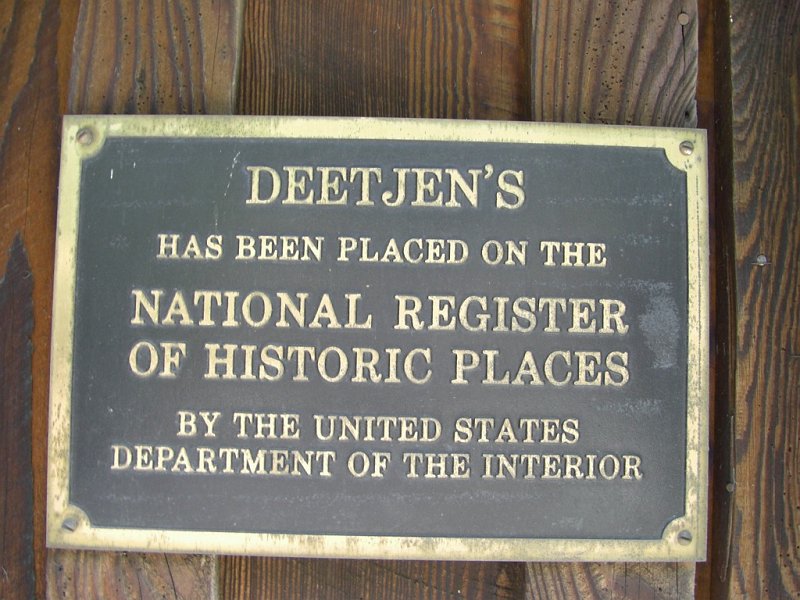 DEETJEN'S
HAS BEEN PLACED ON THE
NATIONAL REGISTER
OF HISTORIC PLACES
BY THE UNITED STATES
DEPARTMENT OF THE INTERIOR